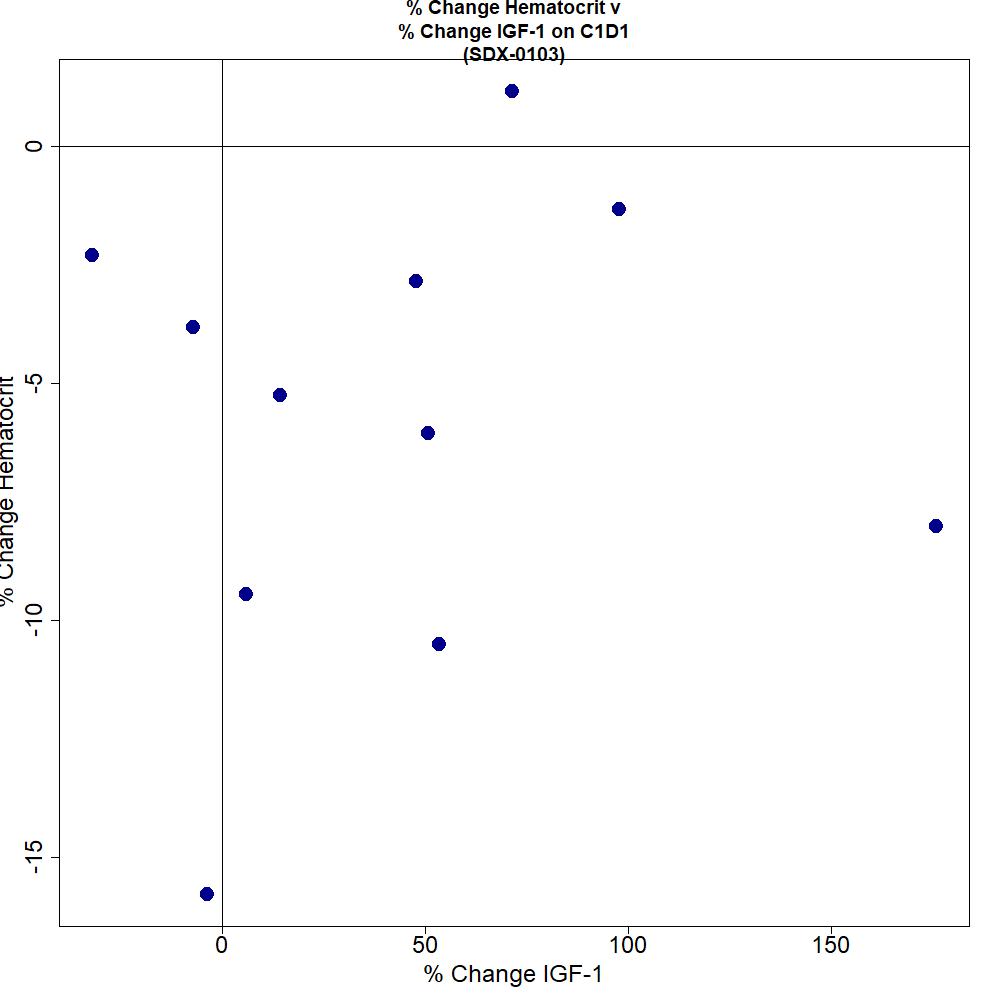 % Change Hematocrit v
% Change IGF-1 on C1D1
(SDX-0103)
% Change Hematocrit
0
-5
-10
-15
0
50
100
150
% Change IGF-1